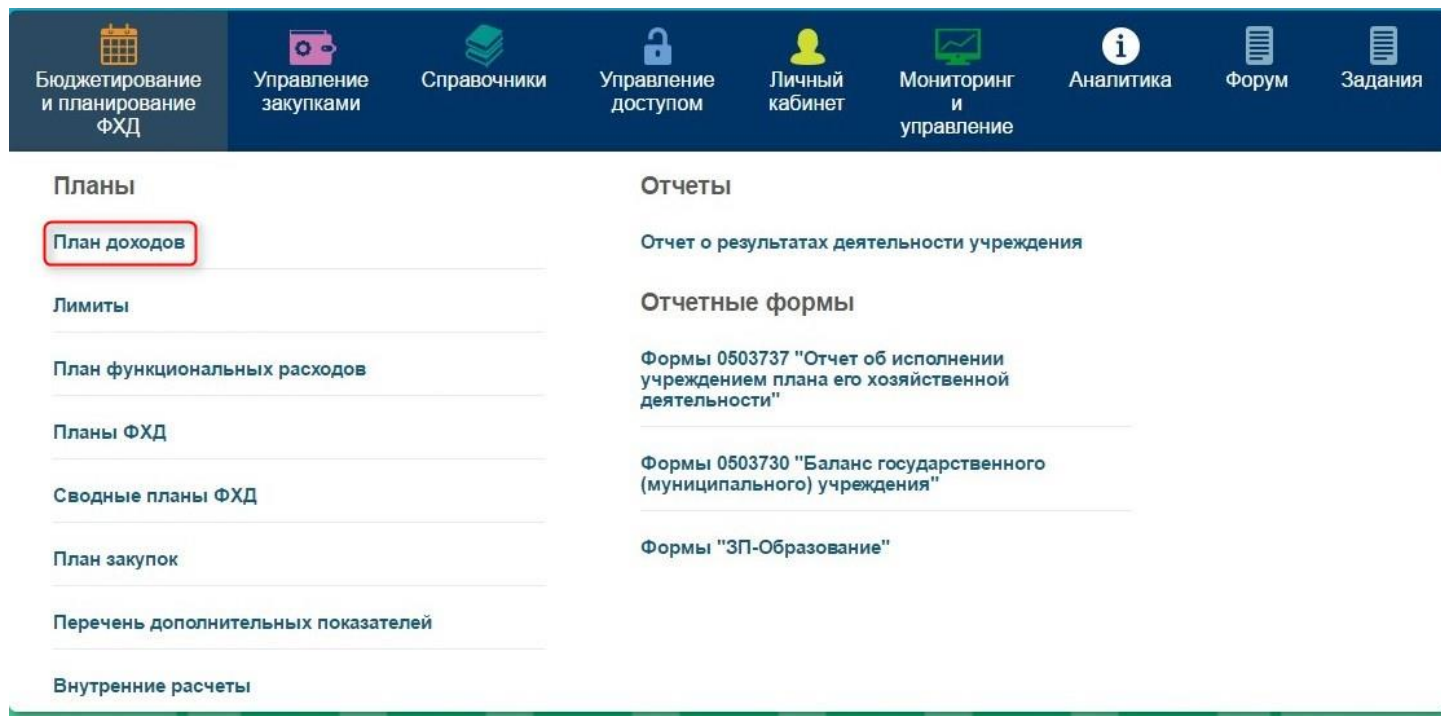 Бюджетирование
и планирование
ФХД
Управление
закупками
Справочники
Управление
доступом
Личный
кабинет
Мониторинг
и
управление
Аналитика
Форум
Задания
Планы
План доходов
Лимиты
План функциональных расходов
Планы ФХД
Сводные планы ФХД
План закупок
Перечень дополнительных показателей
Внутренние расчеты
Отчеты
Отчет о результатах деятельности учреждения
Отчетные формы
Формы 0503737 "Отчет об исполнении
учреждением плана его хозяйственной
деятельности"
Формы 0503730 "Баланс государственного
(муниципального) учреждения"
Формы "ЗП-Образование"